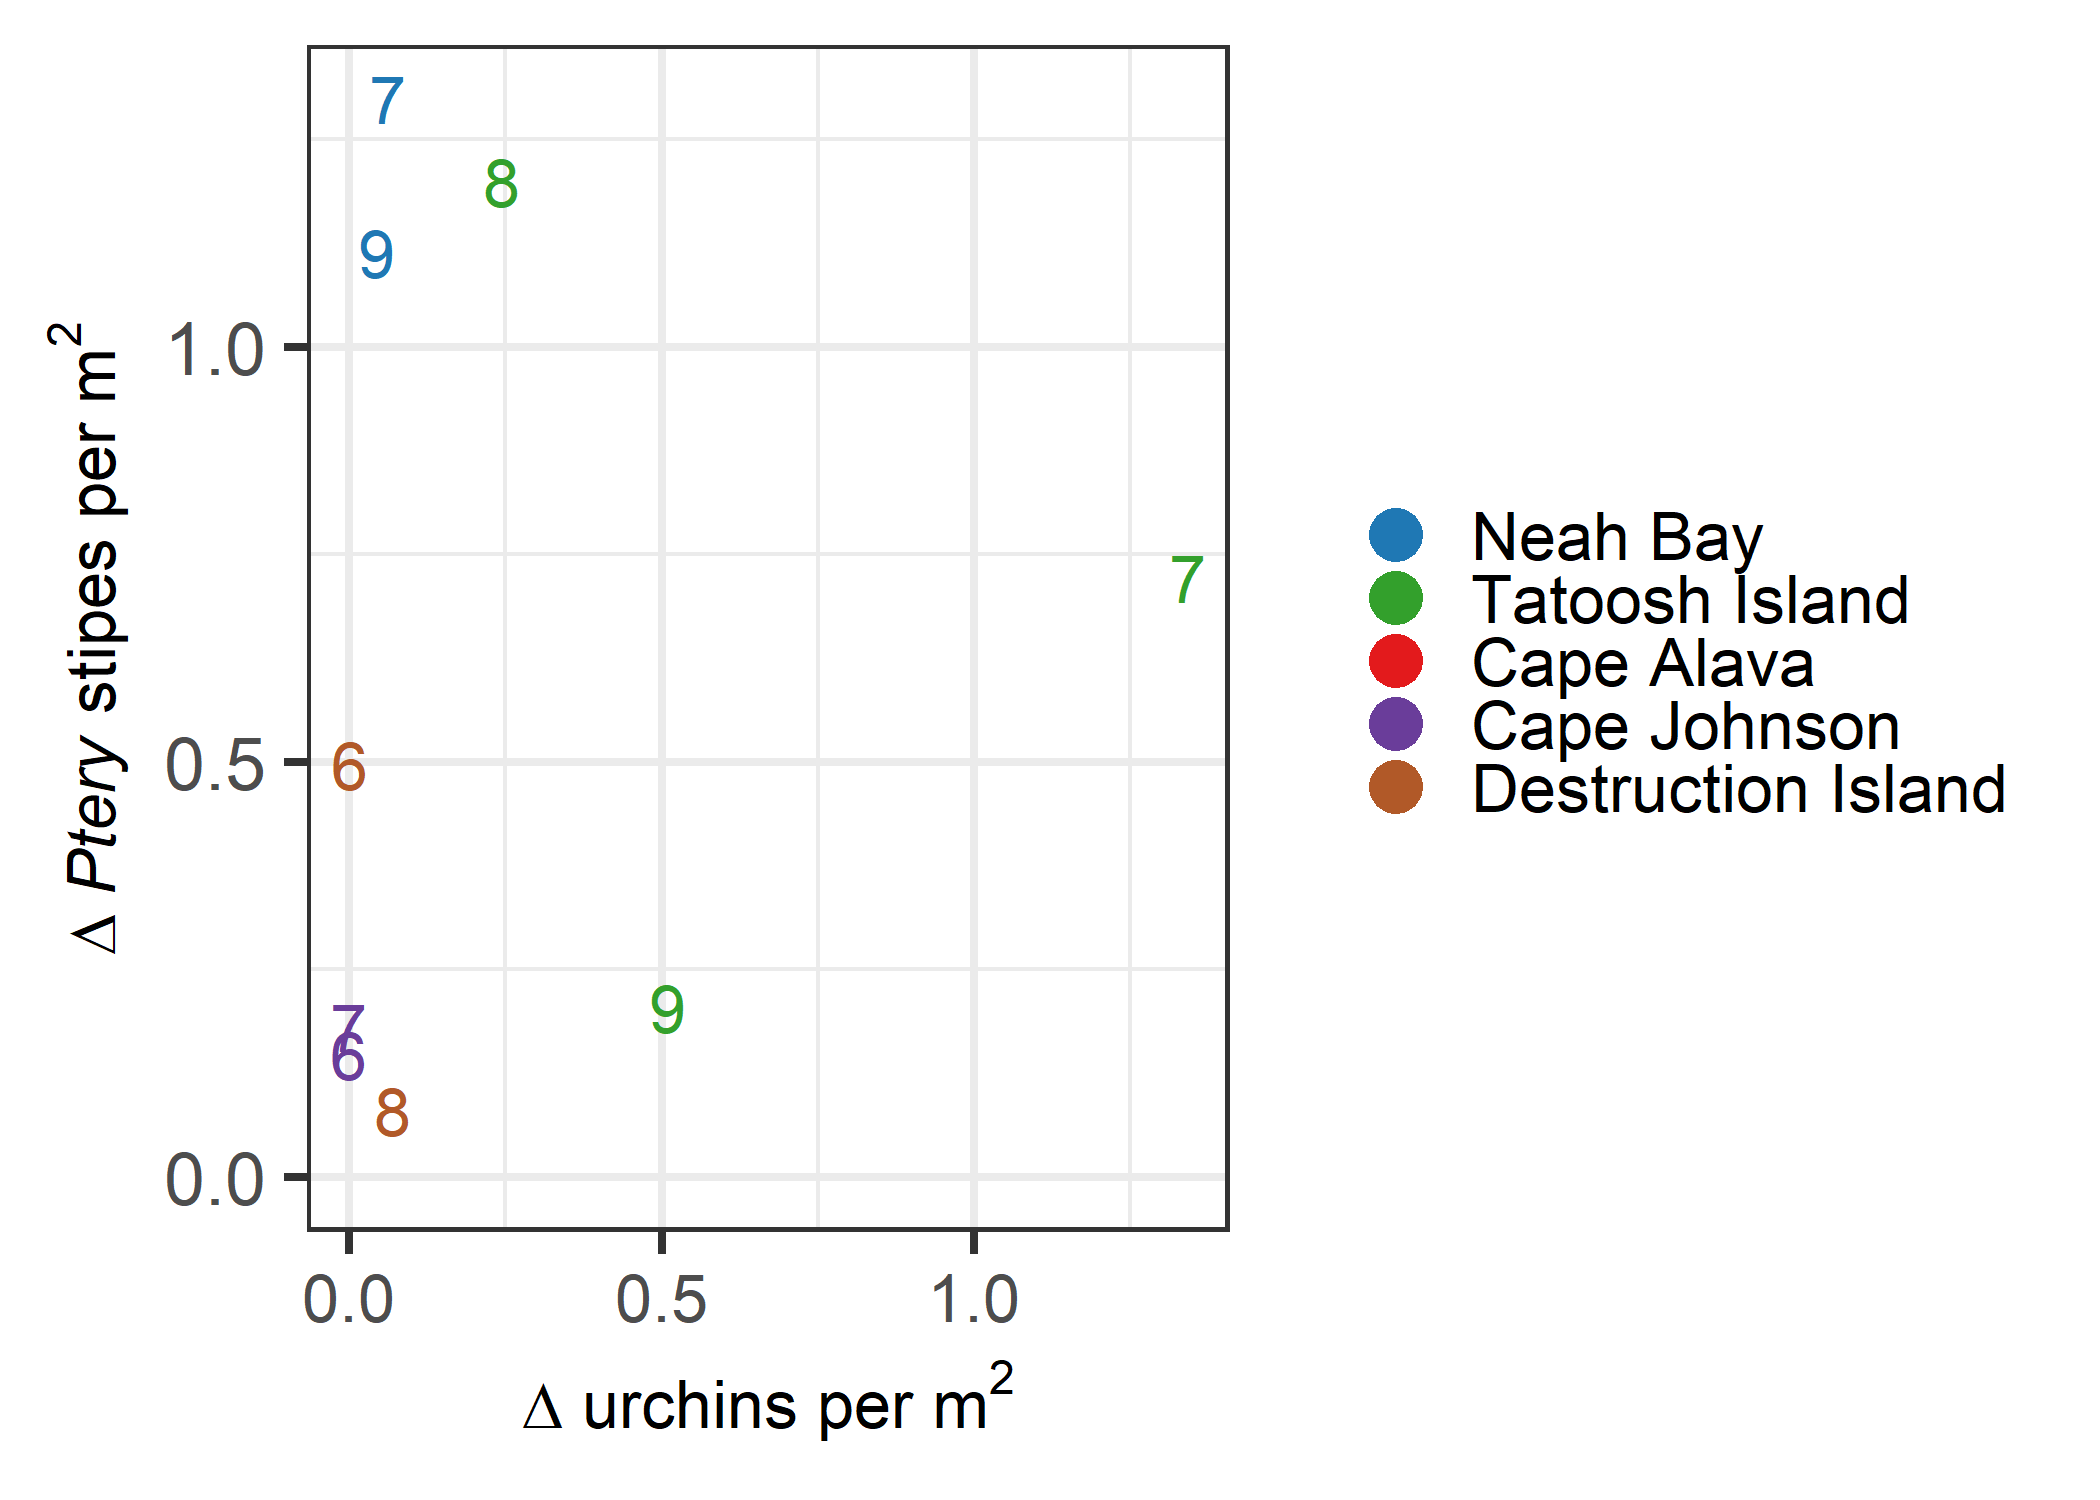 7
8
9
1.0
Δ Ptery stipes per m²
7
0.5
6
9
7
6
8
0.0
0.0 0.5 1.0
Δ urchins per m²
Neah Bay
Tatoosh Island
Cape Alava
Cape Johnson
Destruction Island